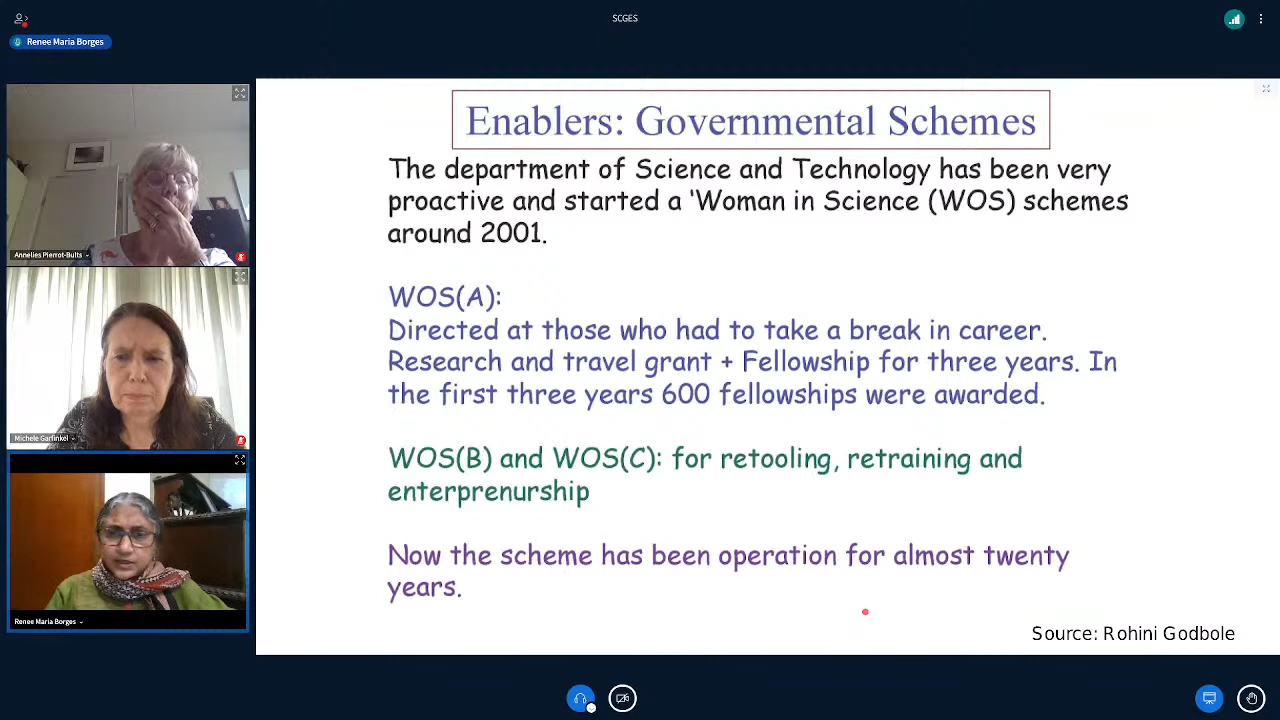 SCGES
Renee Maria Borges
Annelies Pierrot-Bults
Michele Garfinkel
Renee Maria Borges
Enablers: Governmental Schemes
The department of Science and Technology has been very
proactive and started a 'Woman in Science (WOS) schemes
around 2001.
WOS(A):
Directed at those who had to take a break in career.
Research and travel grant + Fellowship for three years. In
the first three years 600 fellowships were awarded.
WOS(B) and WOS(C): for retooling, retraining and
enterprenurship
Now the scheme has been operation for almost twenty
years.
Source: Rohini Godbole